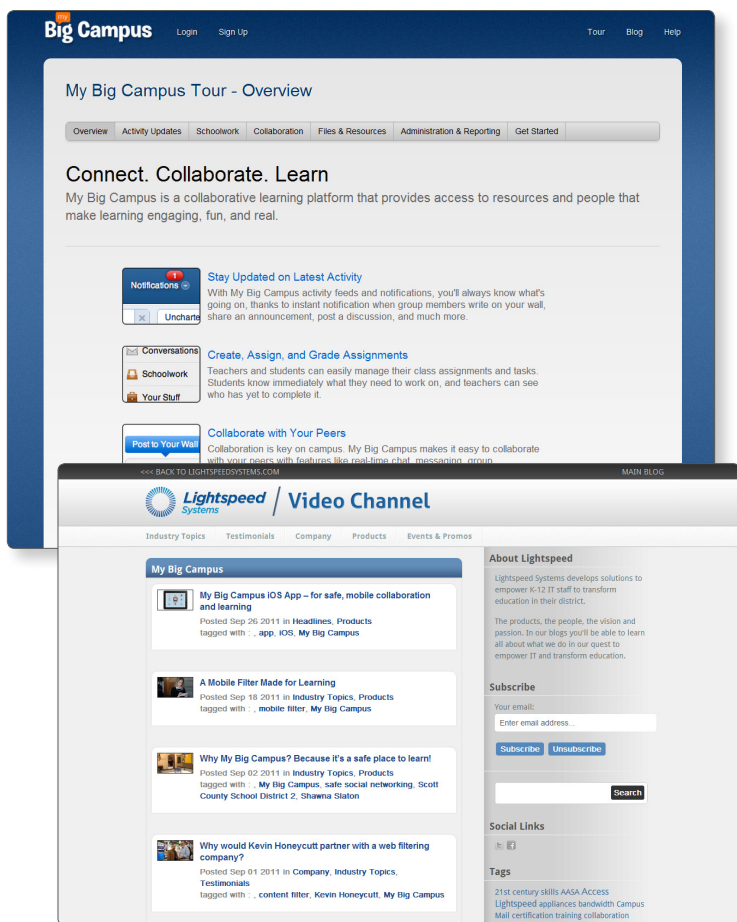 my
Big Campus
Login Sign Up Tour Blog Help
My Big Campus Tour - Overview
Overview Activity Updates Schoolwork Collaboration Files & Resources Administration & Reporting Get Started
Connect. Collaborate. Learn
My Big Campus is a collaborative learning platform that provides access to resources and people that
make learning engaging, fun, and real.
1
Notifications
Uncharte
Stay Updated on Latest Activity
With My Big Campus activity feeds and notifications, you'll always know what's
going on, thanks to instant notification when group members write on your wall,
share an announcement, post a discussion, and much more.
Conversations
Schoolwork
Your Stuff
Create, Assign, and Grade Assignments
Teachers and students can easily manage their class assignments and tasks.
Students know immediately what they need to work on, and teachers can see
who has yet to complete it.
Post to Your Wall
Collaborate with Your Peers
Collaboration is key on campus. My Big Campus makes it easy to collaborate
with your peers with features like real-time chat, messaging, group
<<< BACK TO LIGHTSPEEDSYSTEMS.COM MAIN BLOG
Lightspeed
Systems
/ Video Channel
Industry Topics Testimonials Company Products Events & Promos
My Big Campus
My Big Campus iOS App – for safe, mobile collaboration
and learning
Posted Sep 26 2011 in Headlines, Products
tagged with : , app, iOS, My Big Campus
A Mobile Filter Made for Learning
Posted Sep 18 2011 in Industry Topics, Products
tagged with : , mobile filter, My Big Campus
Why My Big Campus? Because it's a safe place to learn!
Posted Sep 02 2011 in Industry Topics, Products
tagged with : , My Big Campus, safe social networking, Scott
County School District 2, Shawna Slaton
Why would Kevin Honeycutt partner with a web filtering
company?
Posted Sep 01 2011 in Company, Industry Topics,
Testimonials
tagged with : , content filter, Kevin Honeycutt, My Big Campus
About Lightspeed
Lightspeed Systems develops solutions to
empower K-12 IT staff to transform
education in their district.
The products, the people, the vision and
passion. In our blogs you'll be able to learn
all about what we do in our quest to
empower IT and transform education.
Subscribe
Your email:
Enter email address...
Subscribe Unsubscribe
Search
Social Links
Tags
21st century skills AASA Access
Lightspeed appliances bandwidth Campus
Mail certification training collaboration